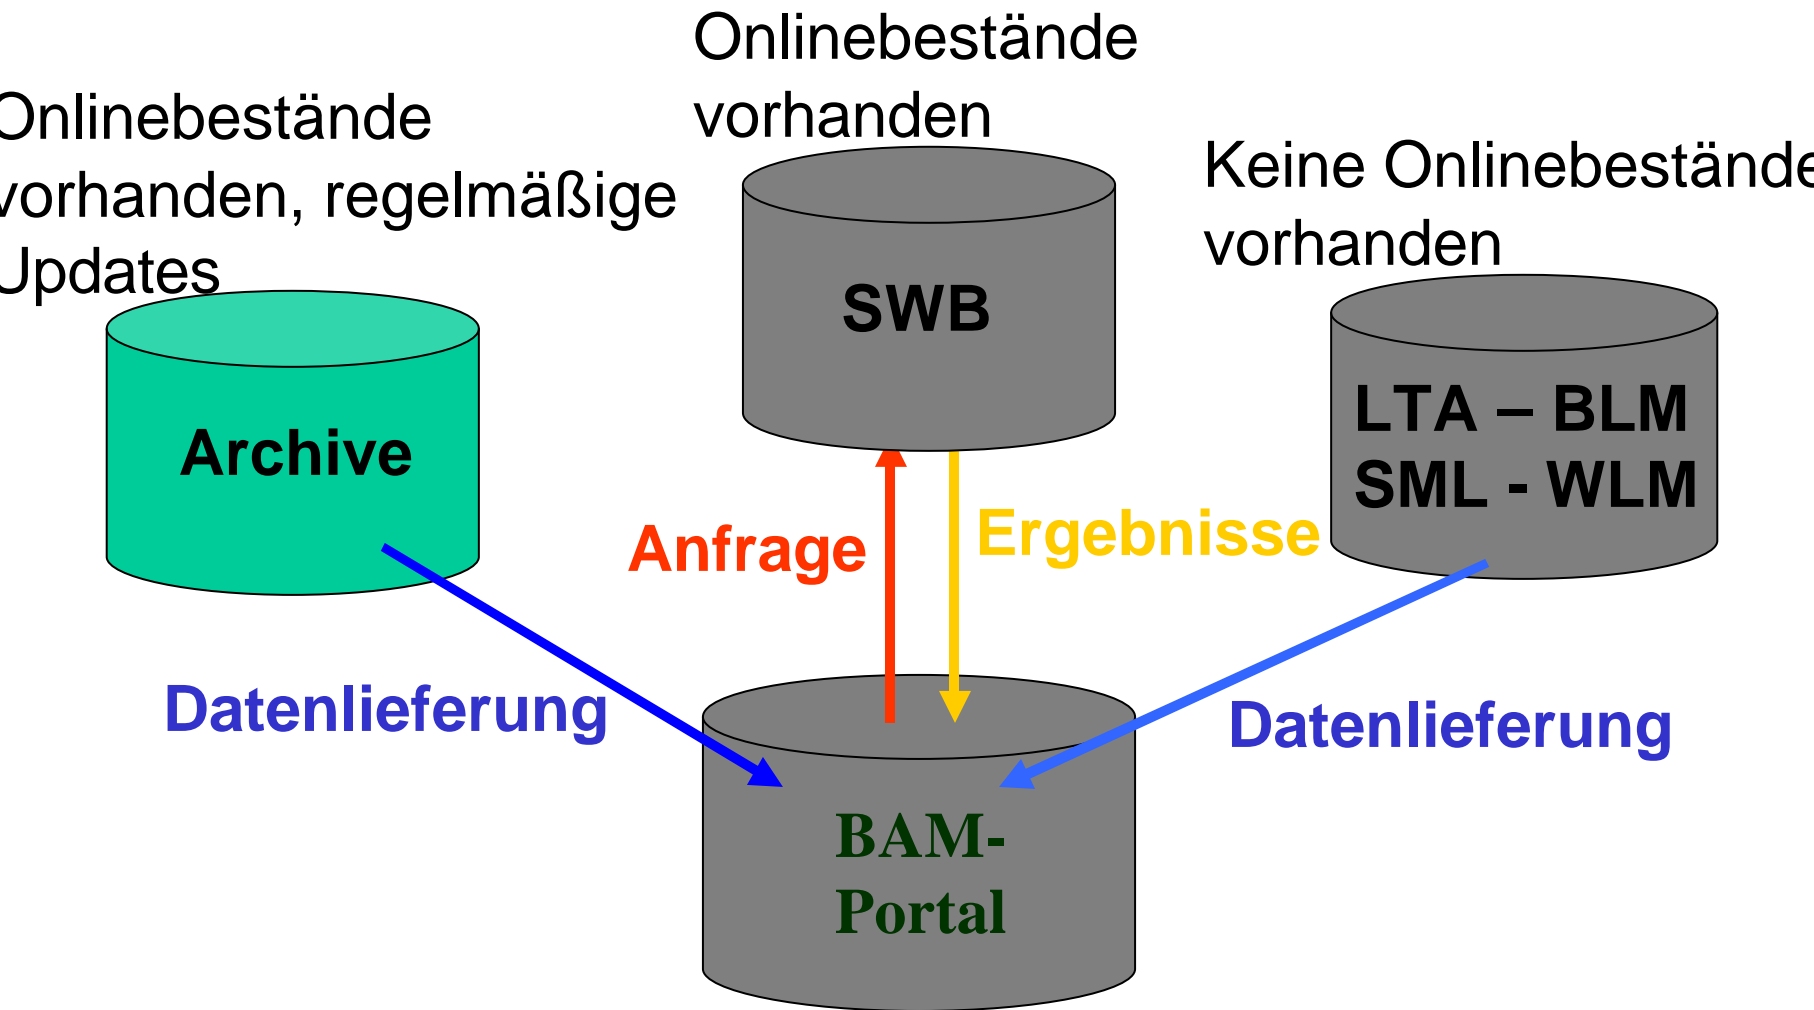 Onlinebestände
vorhanden
Onlinebestände
vorhanden, regelmäßige
Updates
Keine Onlinebestände
vorhanden
SWB
Archive
LTA – BLM
SML - WLM
Anfrage
Ergebnisse
Datenlieferung
Datenlieferung
BAM-
Portal